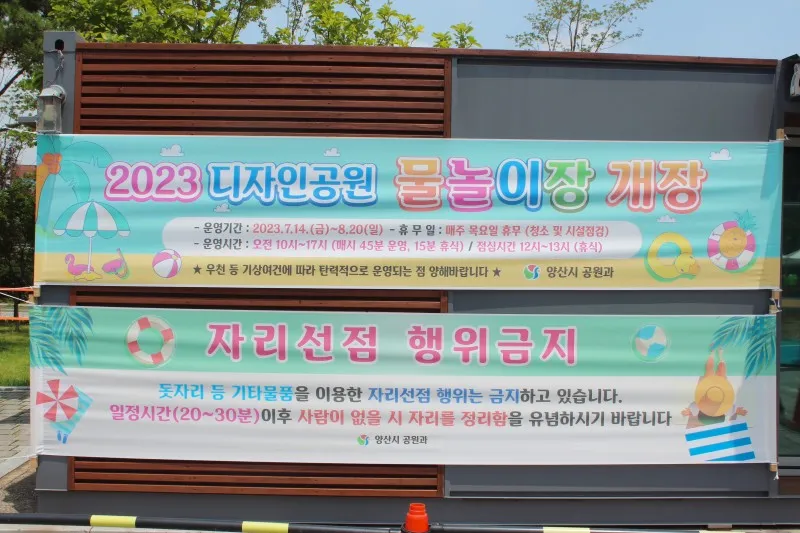 2023 디자인공원 물놀이장 개장
- 운영기간 : 2023.7.14.(금)~8.20(일) - 휴 무 일 : 매주 목요일 휴무 (청소 및 시설점검)
- 운영시간 : 오전 10시~17시 (매시 45분 운영, 15분 휴식) / 점심시간 12시~13시 (휴식)
★ 우천 등 기상여건에 따라 탄력적으로 운영되는 점 양해바랍니다 ★ 양산시 공원과
자리선점 행위금지
돗자리 등 기타물품을 이용한 자리선점 행위는 금지하고 있습니다.
일정시간(20~30분)이후 사람이 없을 시 자리를 정리함을 유념하시기 바랍니다
양산시 공원과